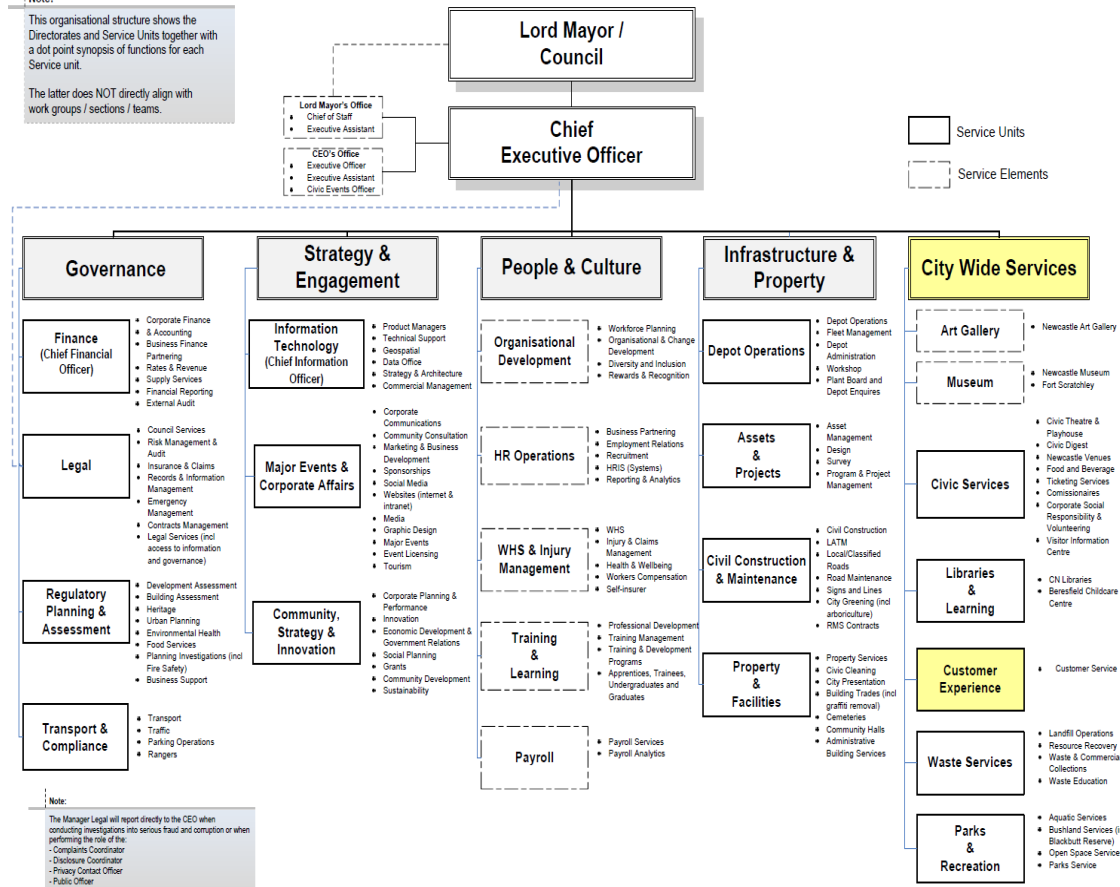 Note:
This organisational structure shows the
Directorates and Service Units together with
a dot point synopsis of functions for each
Service unit.
The latter does NOT directly align with
work groups / sections / teams.
Lord Mayor /
Council
Lord Mayor's Office
Chief of Staff
Executive Assistant
CEO's Office
Executive Officer
Executive Assistant
Civic Events Officer
Chief
Executive Officer
Service Units
Service Elements
Governance
Finance
(Chief Financial
Officer)
Corporate Finance
& Accounting
Business Finance
Partnering
Rates & Revenue
Supply Services
Financial Reporting
External Audit
Legal
Council Services
Risk Management &
Audit
Insurance & Claims
Records & Information
Management
Emergency
Management
Contracts Management
Legal Services (incl
access to information
and governance)
Regulatory
Planning &
Assessment
Development Assessment
Building Assessment
Heritage
Urban Planning
Environmental Health
Food Services
Planning Investigations (incl
Fire Safety)
Business Support
Transport &
Compliance
Transport
Traffic
Parking Operations
Rangers
Strategy &
Engagement
Information
Technology
(Chief Information
Officer)
Product Managers
Technical Support
Geospatial
Data Office
Strategy & Architecture
Commercial Management
Major Events &
Corporate Affairs
Corporate
Communications
Community Consultation
Marketing & Business
Development
Sponsorships
Social Media
Websites (internet &
intranet)
Media
Graphic Design
Major Events
Event Licensing
Tourism
Community,
Strategy &
Innovation
Corporate Planning &
Performance
Innovation
Economic Development &
Government Relations
Social Planning
Grants
Community Development
Sustainability
People & Culture
Organisational
Development
Workforce Planning
Organisational & Change
Development
Diversity and Inclusion
Rewards & Recognition
HR Operations
Business Partnering
Employment Relations
Recruitment
HRIS (Systems)
Reporting & Analytics
WHS & Injury
Management
WHS
Injury & Claims
Management
Health & Wellbeing
Workers Compensation
Self-insurer
Training
&
Learning
Professional Development
Training Management
Training & Development
Programs
Apprentices, Trainees,
Undergraduates and
Graduates
Payroll
Payroll Services
Payroll Analytics
Infrastructure &
Property
Depot Operations
Depot Operations
Fleet Management
Depot
Administration
Workshop
Plant Board and
Depot Enquires
Assets
& Projects
Asset
Management
Design
Survey
Program & Project
Management
Civil Construction
& Maintenance
Civil Construction
LATM
Local/Classified
Roads
Road Maintenance
Signs and Lines
City Greening (incl
arboriculture)
RMS Contracts
Property
&
Facilities
Property Services
Civic Cleaning
City Presentation
Building Trades (incl
graffiti removal)
Cemeteries
Community Halls
Administrative
Building Services
City Wide Services
Art Gallery
Newcastle Art Gallery
Museum
Newcastle Museum
Fort Scratchley
Civic Services
Civic Theatre &
Playhouse
Civic Digest
Newcastle Venues
Food and Beverage
Ticketing Services
Comissionaires
Corporate Social
Responsibility &
Volunteering
Visitor Information
Centre
Libraries
&
Learning
CN Libraries
Beresfield Childcare
Centre
Customer
Experience
Customer Service
Waste Services
Landfill Operations
Resource Recovery
Waste & Commercial
Collections
Waste Education
Parks
&
Recreation
Aquatic Services
Bushland Services (i
Blackbutt Reserve)
Open Space Service
Parks Service
Note:
The Manager Legal will report directly to the CEO when
conducting investigations into serious fraud and corruption or when
performing the role of the:
- Complaints Coordinator
- Disclosure Coordinator
- Privacy Contact Officer
- Public Officer